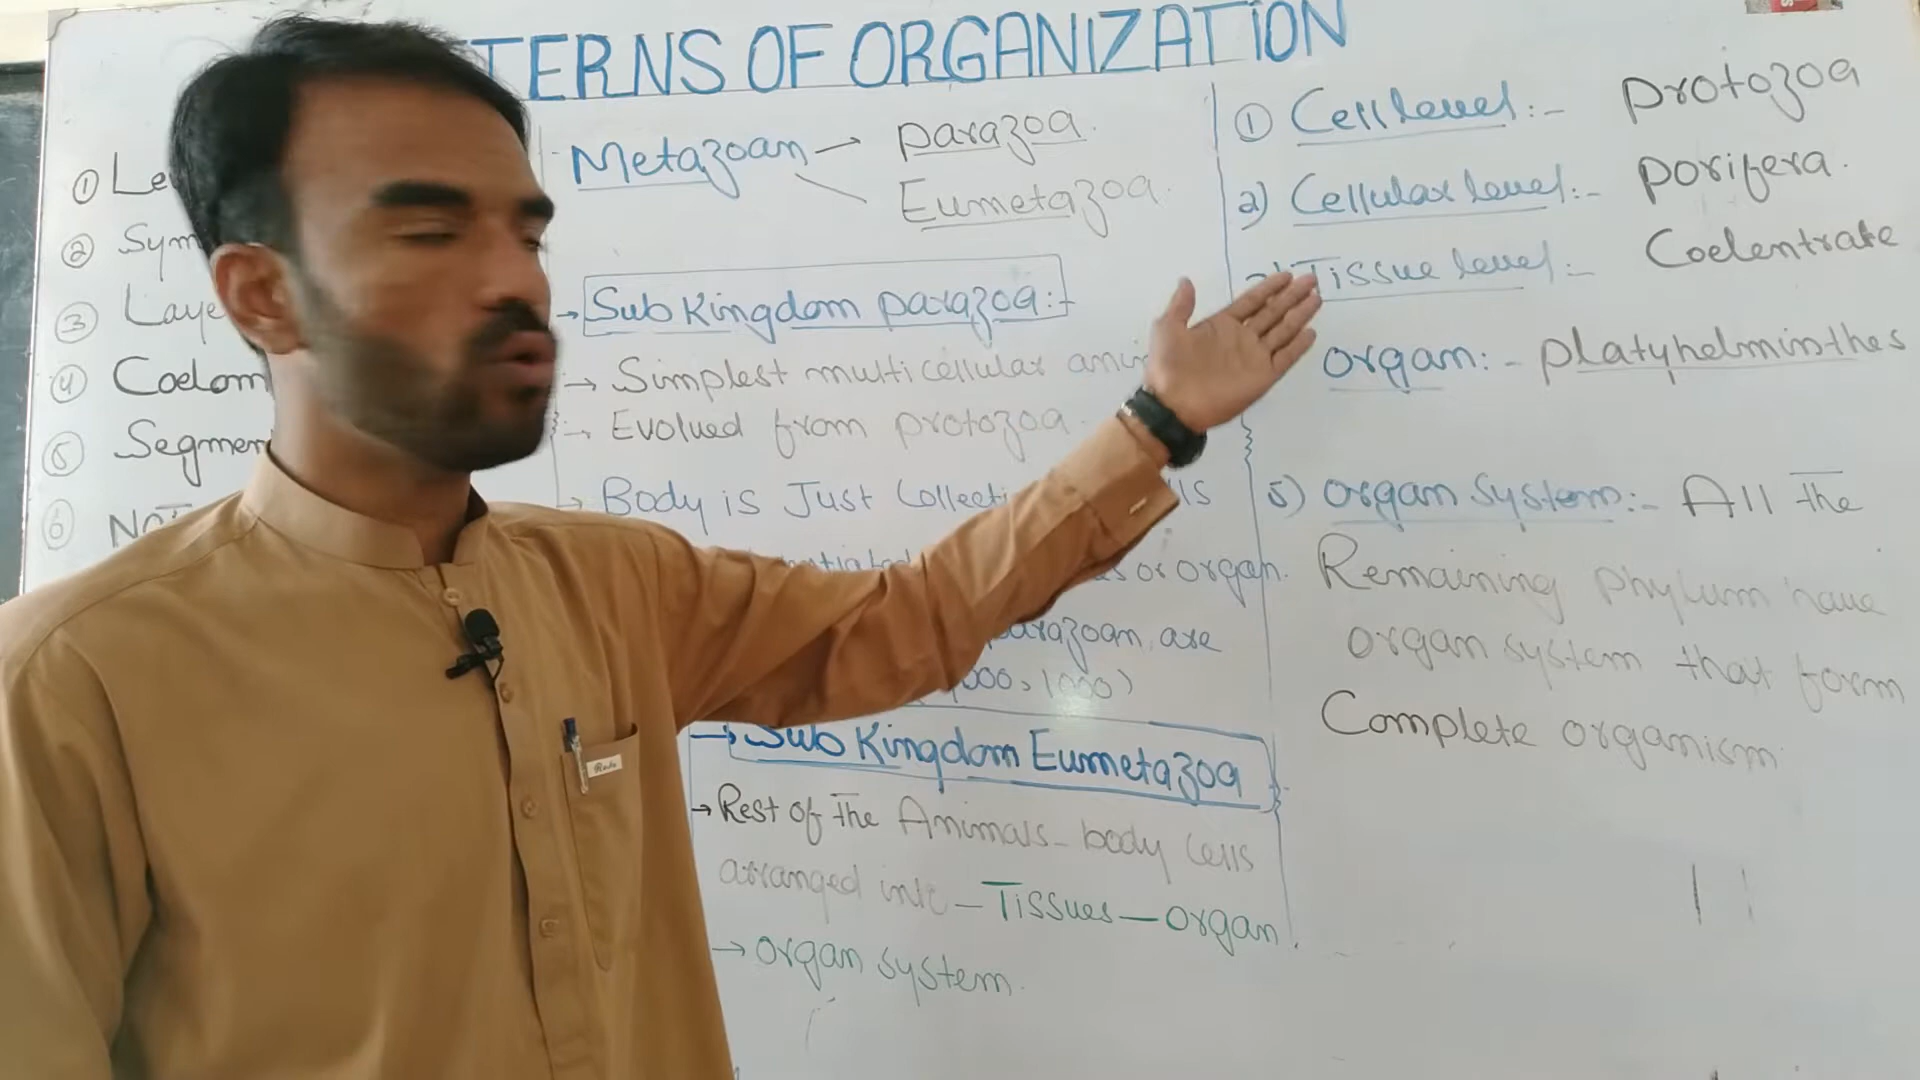 TERNS OF ORGANIZATION
① Le
② Sym
③ Laye
④ Coelom
⑤ Segmen
⑥ NOT
Metazoan → parazoa.
Eumetazoa.
→ Sub Kingdom parazoa:-
→ Simplest multicellular ani
→ Evolved from protozoa.
→ Body is Just Collecti lls
or organ.
parazoan are
000, 1000)
→ Sub Kingdom Eumetazoa
→ Rest of The Animals - body Cells
arranged into - Tissues - organ.
→ organ system.
① Cell level:- protozoa
2) Cellular level:- porifera.
Tissue level:- Coelentrate
organ:- platyhelminthes
5) organ system:- All The
Remaining phylum have
organ system that form
Complete organism